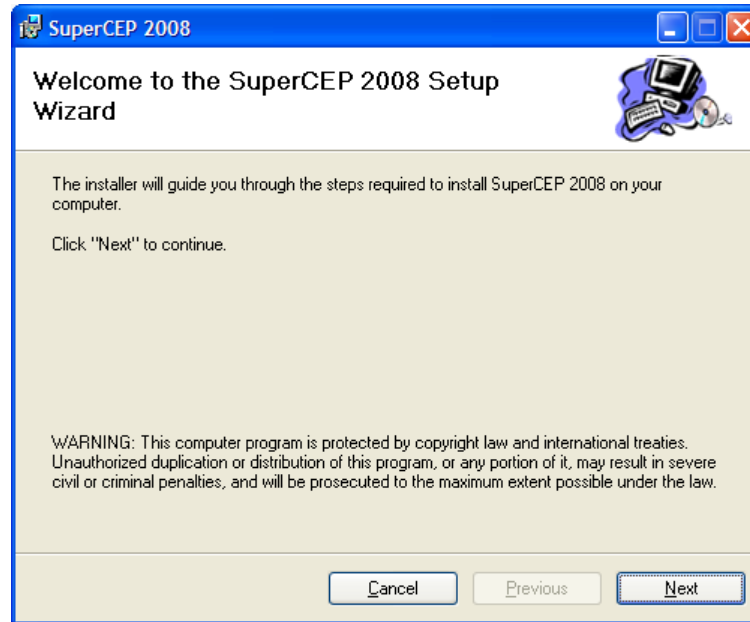 SuperCEP 2008
Welcome to the SuperCEP 2008 Setup
Wizard
The installer will guide you through the steps required to install SuperCEP 2008 on your
computer.
Click "Next" to continue.
WARNING: This computer program is protected by copyright law and international treaties.
Unauthorized duplication or distribution of this program, or any portion of it, may result in severe
civil or criminal penalties, and will be prosecuted to the maximum extent possible under the law.
Cancel Previous Next